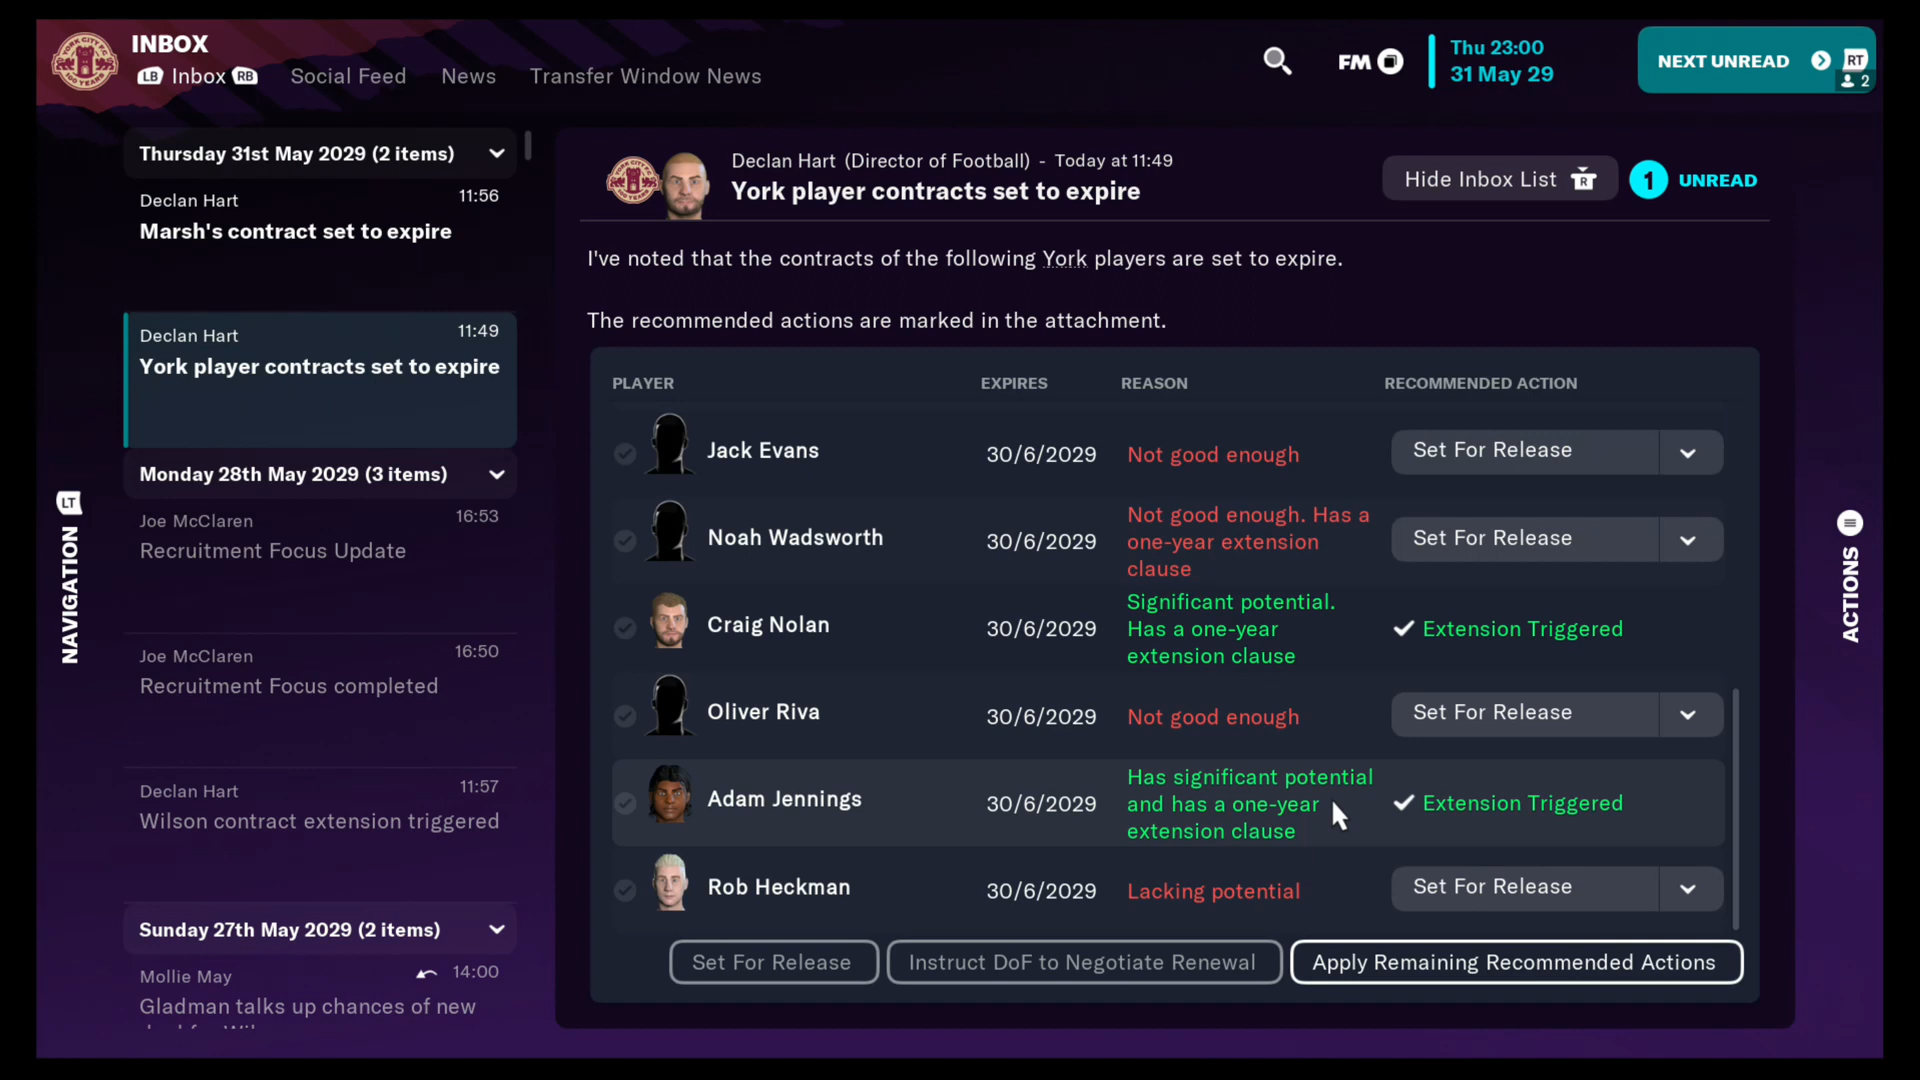 INBOX
LB Inbox RB
Social Feed
News
Transfer Window News
FM
Thu 23:00
31 May 29
NEXT UNREAD
RT
2
YORK CITY FC
100 YEARS
Thursday 31st May 2029 (2 items)
Declan Hart 11:56
Marsh's contract set to expire
Declan Hart 11:49
York player contracts set to expire
Monday 28th May 2029 (3 items)
Joe McClaren 16:53
Recruitment Focus Update
Joe McClaren 16:50
Recruitment Focus completed
Declan Hart 11:57
Wilson contract extension triggered
Sunday 27th May 2029 (2 items)
Mollie May 14:00
Gladman talks up chances of new
LT
NAVIGATION
Declan Hart (Director of Football) - Today at 11:49
York player contracts set to expire
Hide Inbox List R
1 UNREAD
I've noted that the contracts of the following York players are set to expire.
The recommended actions are marked in the attachment.
PLAYER EXPIRES REASON RECOMMENDED ACTION
Jack Evans 30/6/2029 Not good enough Set For Release
Noah Wadsworth 30/6/2029 Not good enough. Has a
one-year extension
clause
Set For Release
Craig Nolan 30/6/2029 Significant potential.
Has a one-year
extension clause
Extension Triggered
Oliver Riva 30/6/2029 Not good enough Set For Release
Adam Jennings 30/6/2029 Has significant potential
and has a one-year
extension clause
Extension Triggered
Rob Heckman 30/6/2029 Lacking potential Set For Release
Set For Release
Instruct DoF to Negotiate Renewal
Apply Remaining Recommended Actions
ACTIONS